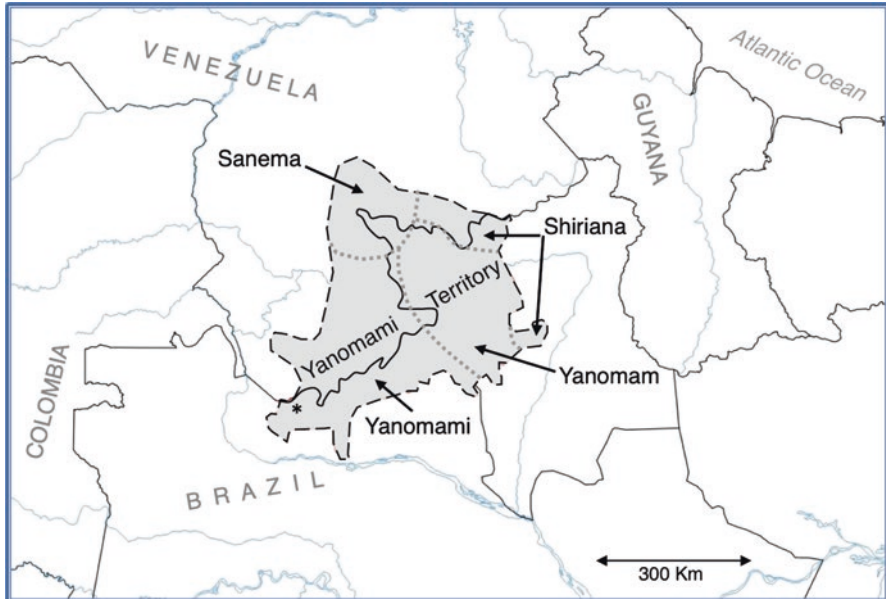 VENEZUELA
Atlantic Ocean
GUYANA
Sanema
Shiriana
Yanomami Territory
COLOMBIA
Yanomam
*
Yanomami
BRAZIL
300 Km